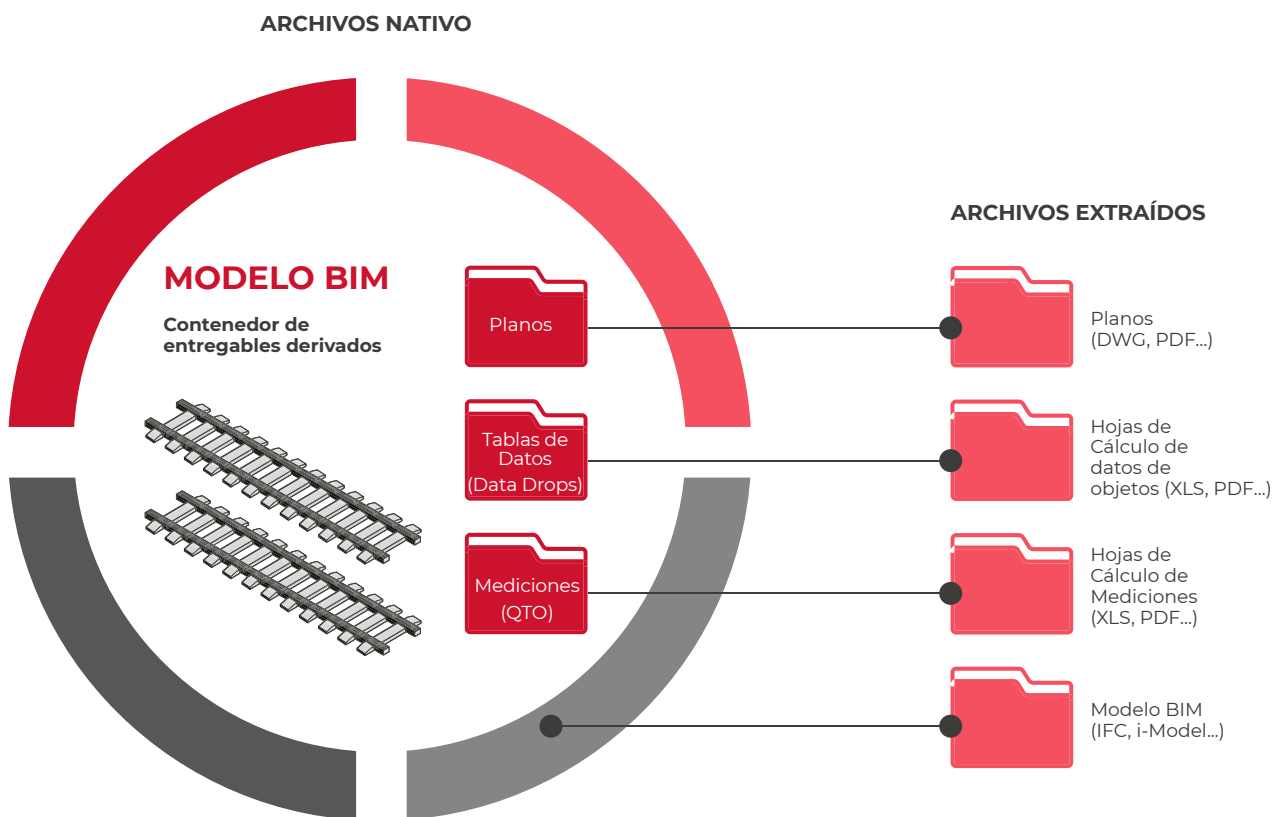 ARCHIVOS NATIVO
ARCHIVOS EXTRAÍDOS
MODELO BIM
Contenedor de
entregables derivados
Planos
Planos
(DWG, PDF...)
Tablas de
Datos
(Data Drops)
Hojas de
Cálculo de
datos de
objetos (XLS, PDF...)
Mediciones
(QTO)
Hojas de
Cálculo de
Mediciones
(XLS, PDF...)
Modelo BIM
(IFC, i-Model...)